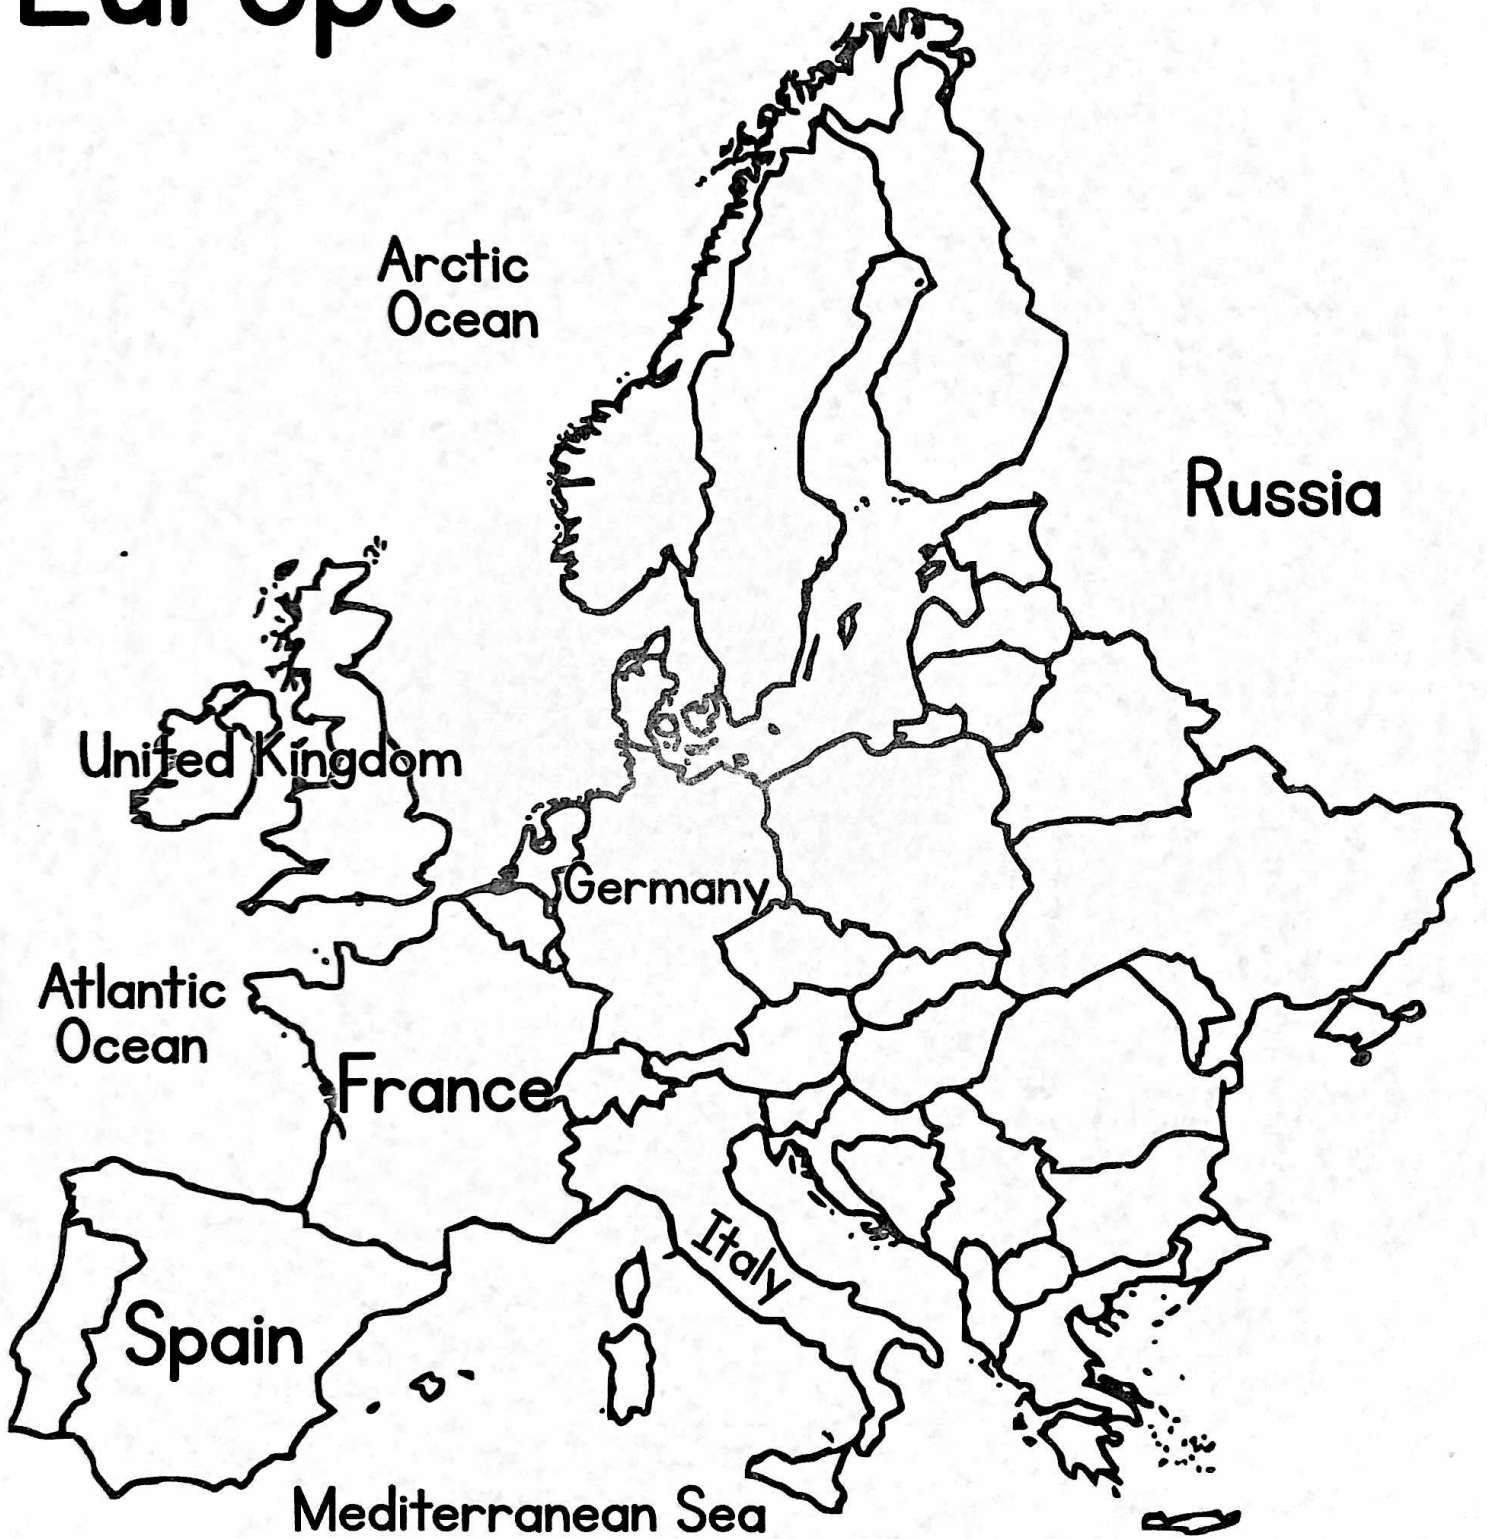 Europe
Arctic
Ocean
Russia
United Kingdom
Germany
Atlantic
Ocean
France
Italy
Spain
Mediterranean Sea